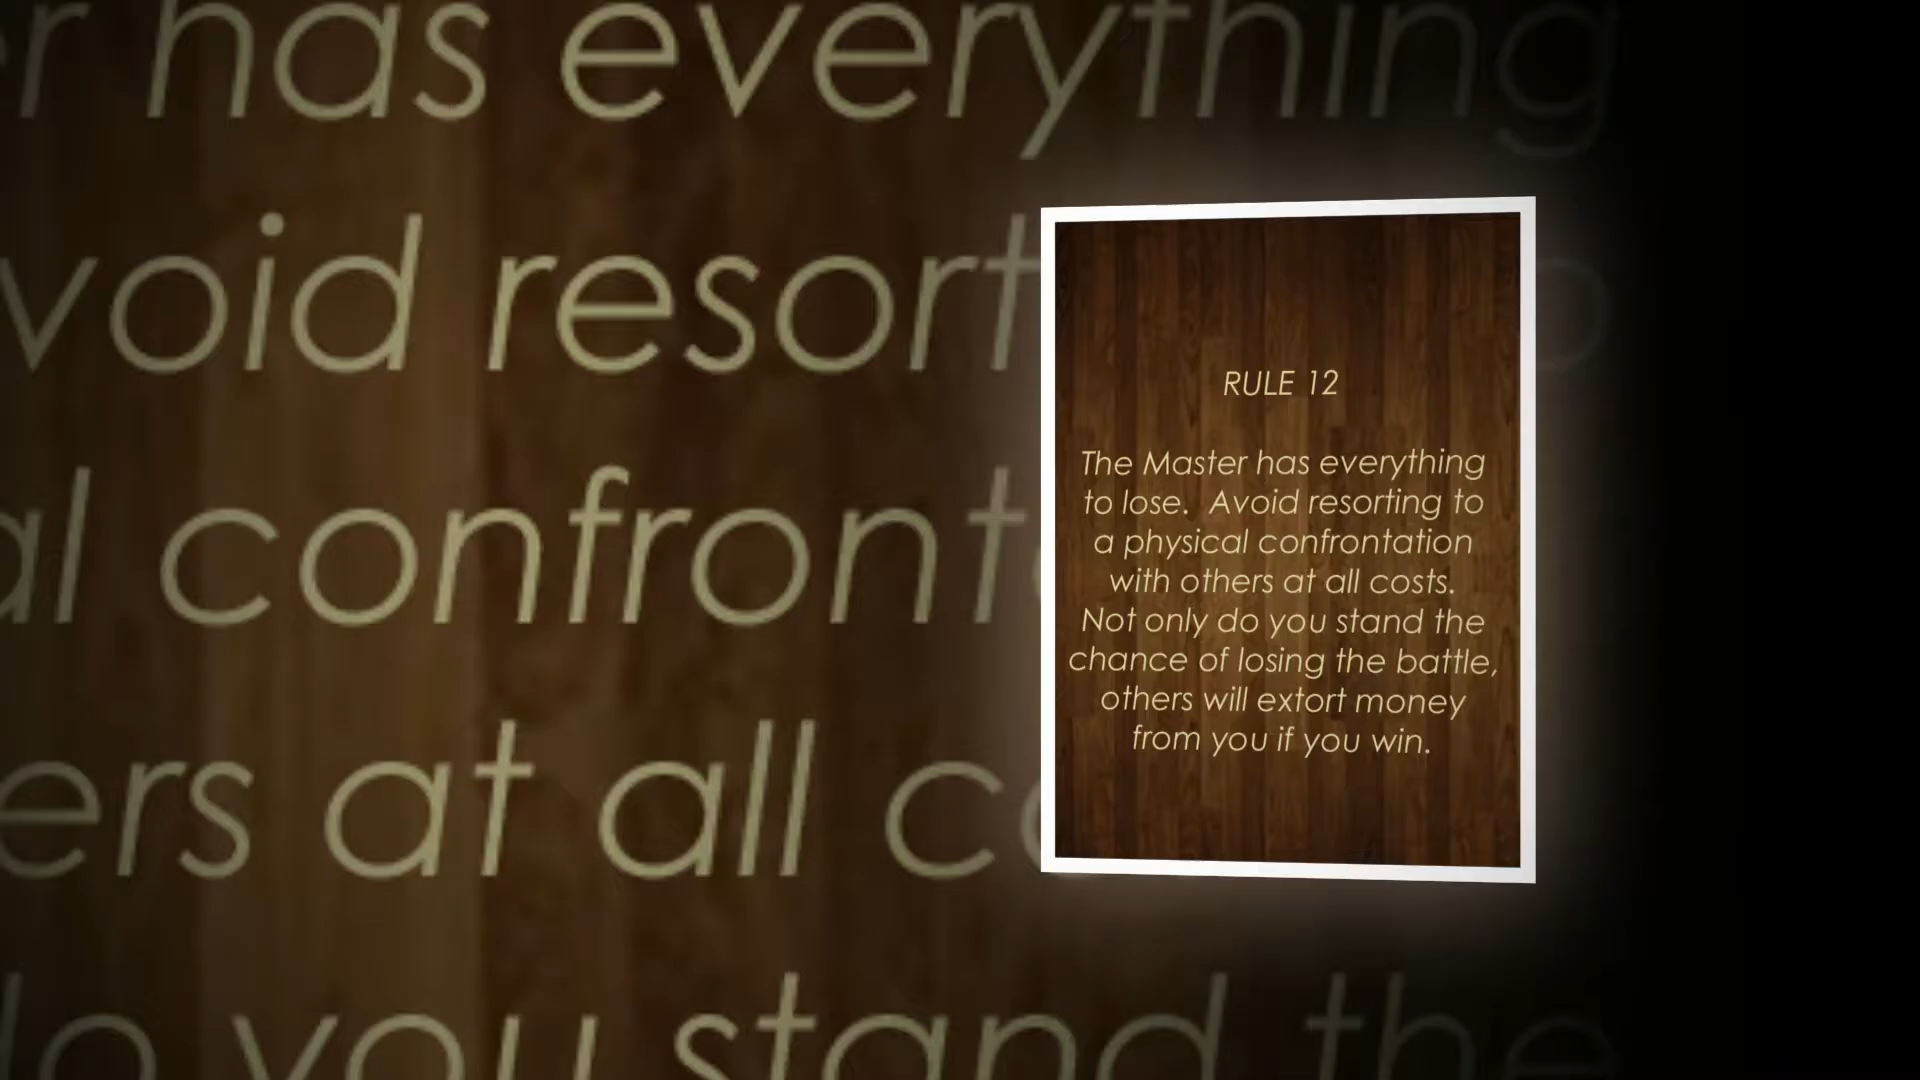 r has everything
void resort
al confront
ers at all c
do you stand the
RULE 12
The Master has everything
to lose.  Avoid resorting to
a physical confrontation
with others at all costs.
Not only do you stand the
chance of losing the battle,
others will extort money
from you if you win.